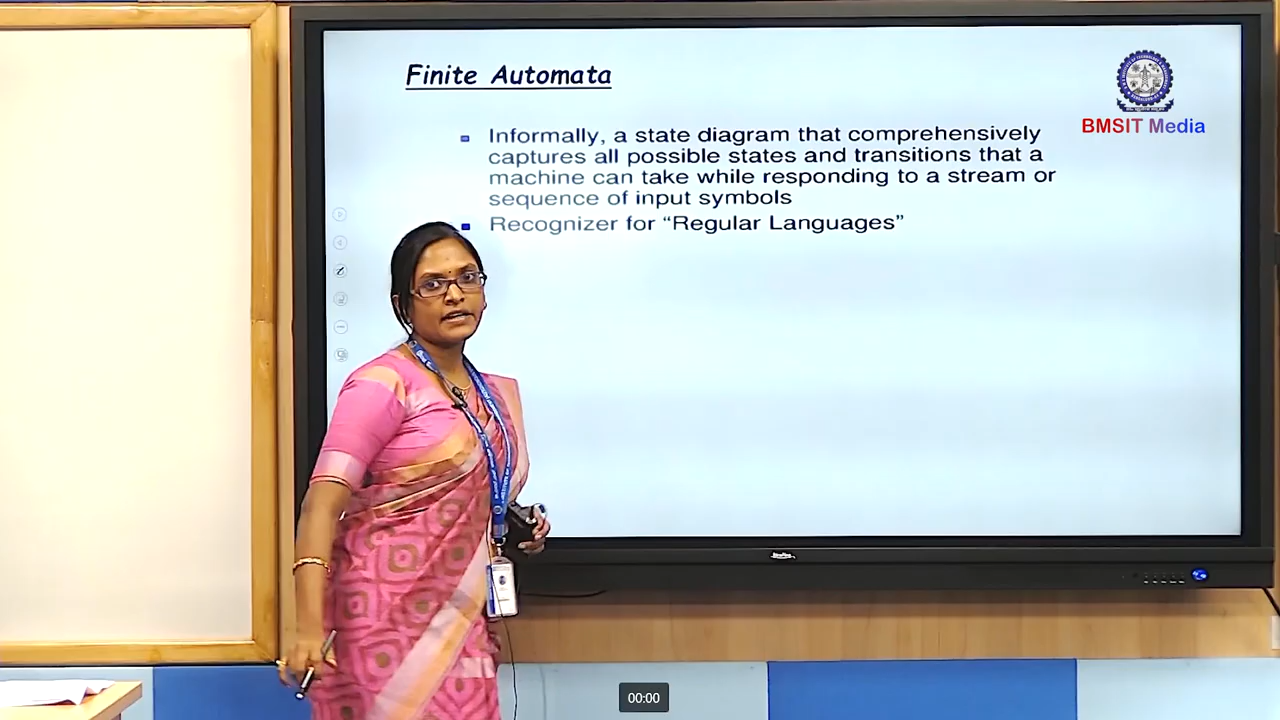 Finite Automata
BMSIT Media
Informally, a state diagram that comprehensively
captures all possible states and transitions that a
machine can take while responding to a stream or
sequence of input symbols
Recognizer for “Regular Languages”
00:00